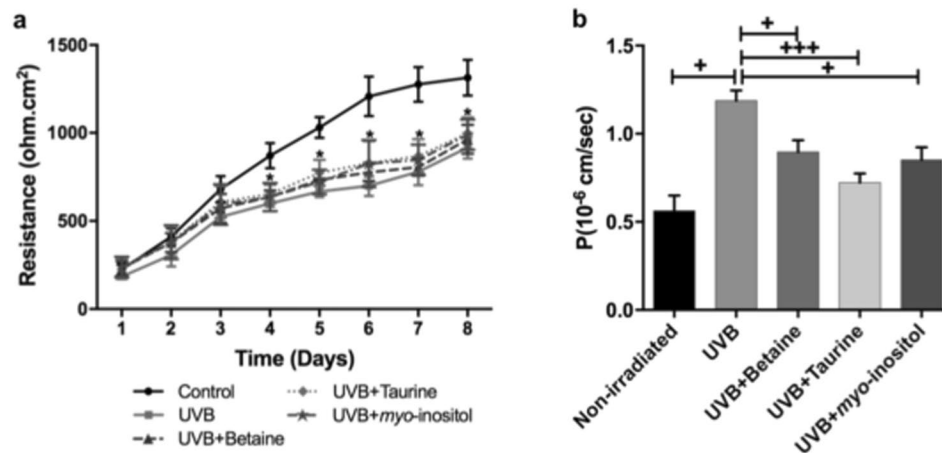 a
1500
1000
500
0
Resistance (ohm.cm²)
1 2 3 4 5 6 7 8
Time (Days)
Control
UVB
UVB+Betaine
UVB+Taurine
UVB+myo-inositol
b
+
+++
+ +
1.5
1.0
0.5
0.0
P(10⁻⁶ cm/sec)
Non-irradiated
UVB
UVB+Betaine
UVB+Taurine
UVB+myo-inositol